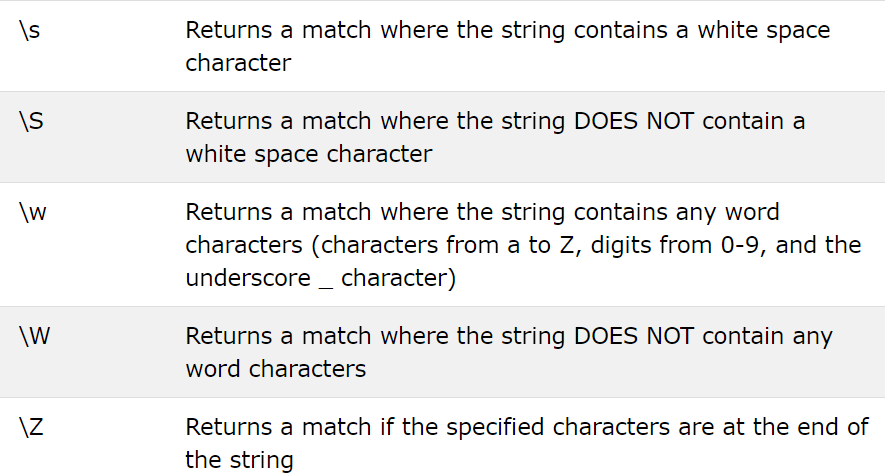 \s Returns a match where the string contains a white space
character
\S Returns a match where the string DOES NOT contain a
white space character
\w Returns a match where the string contains any word
characters (characters from a to Z, digits from 0-9, and the
underscore _ character)
\W Returns a match where the string DOES NOT contain any
word characters
\Z Returns a match if the specified characters are at the end of
the string